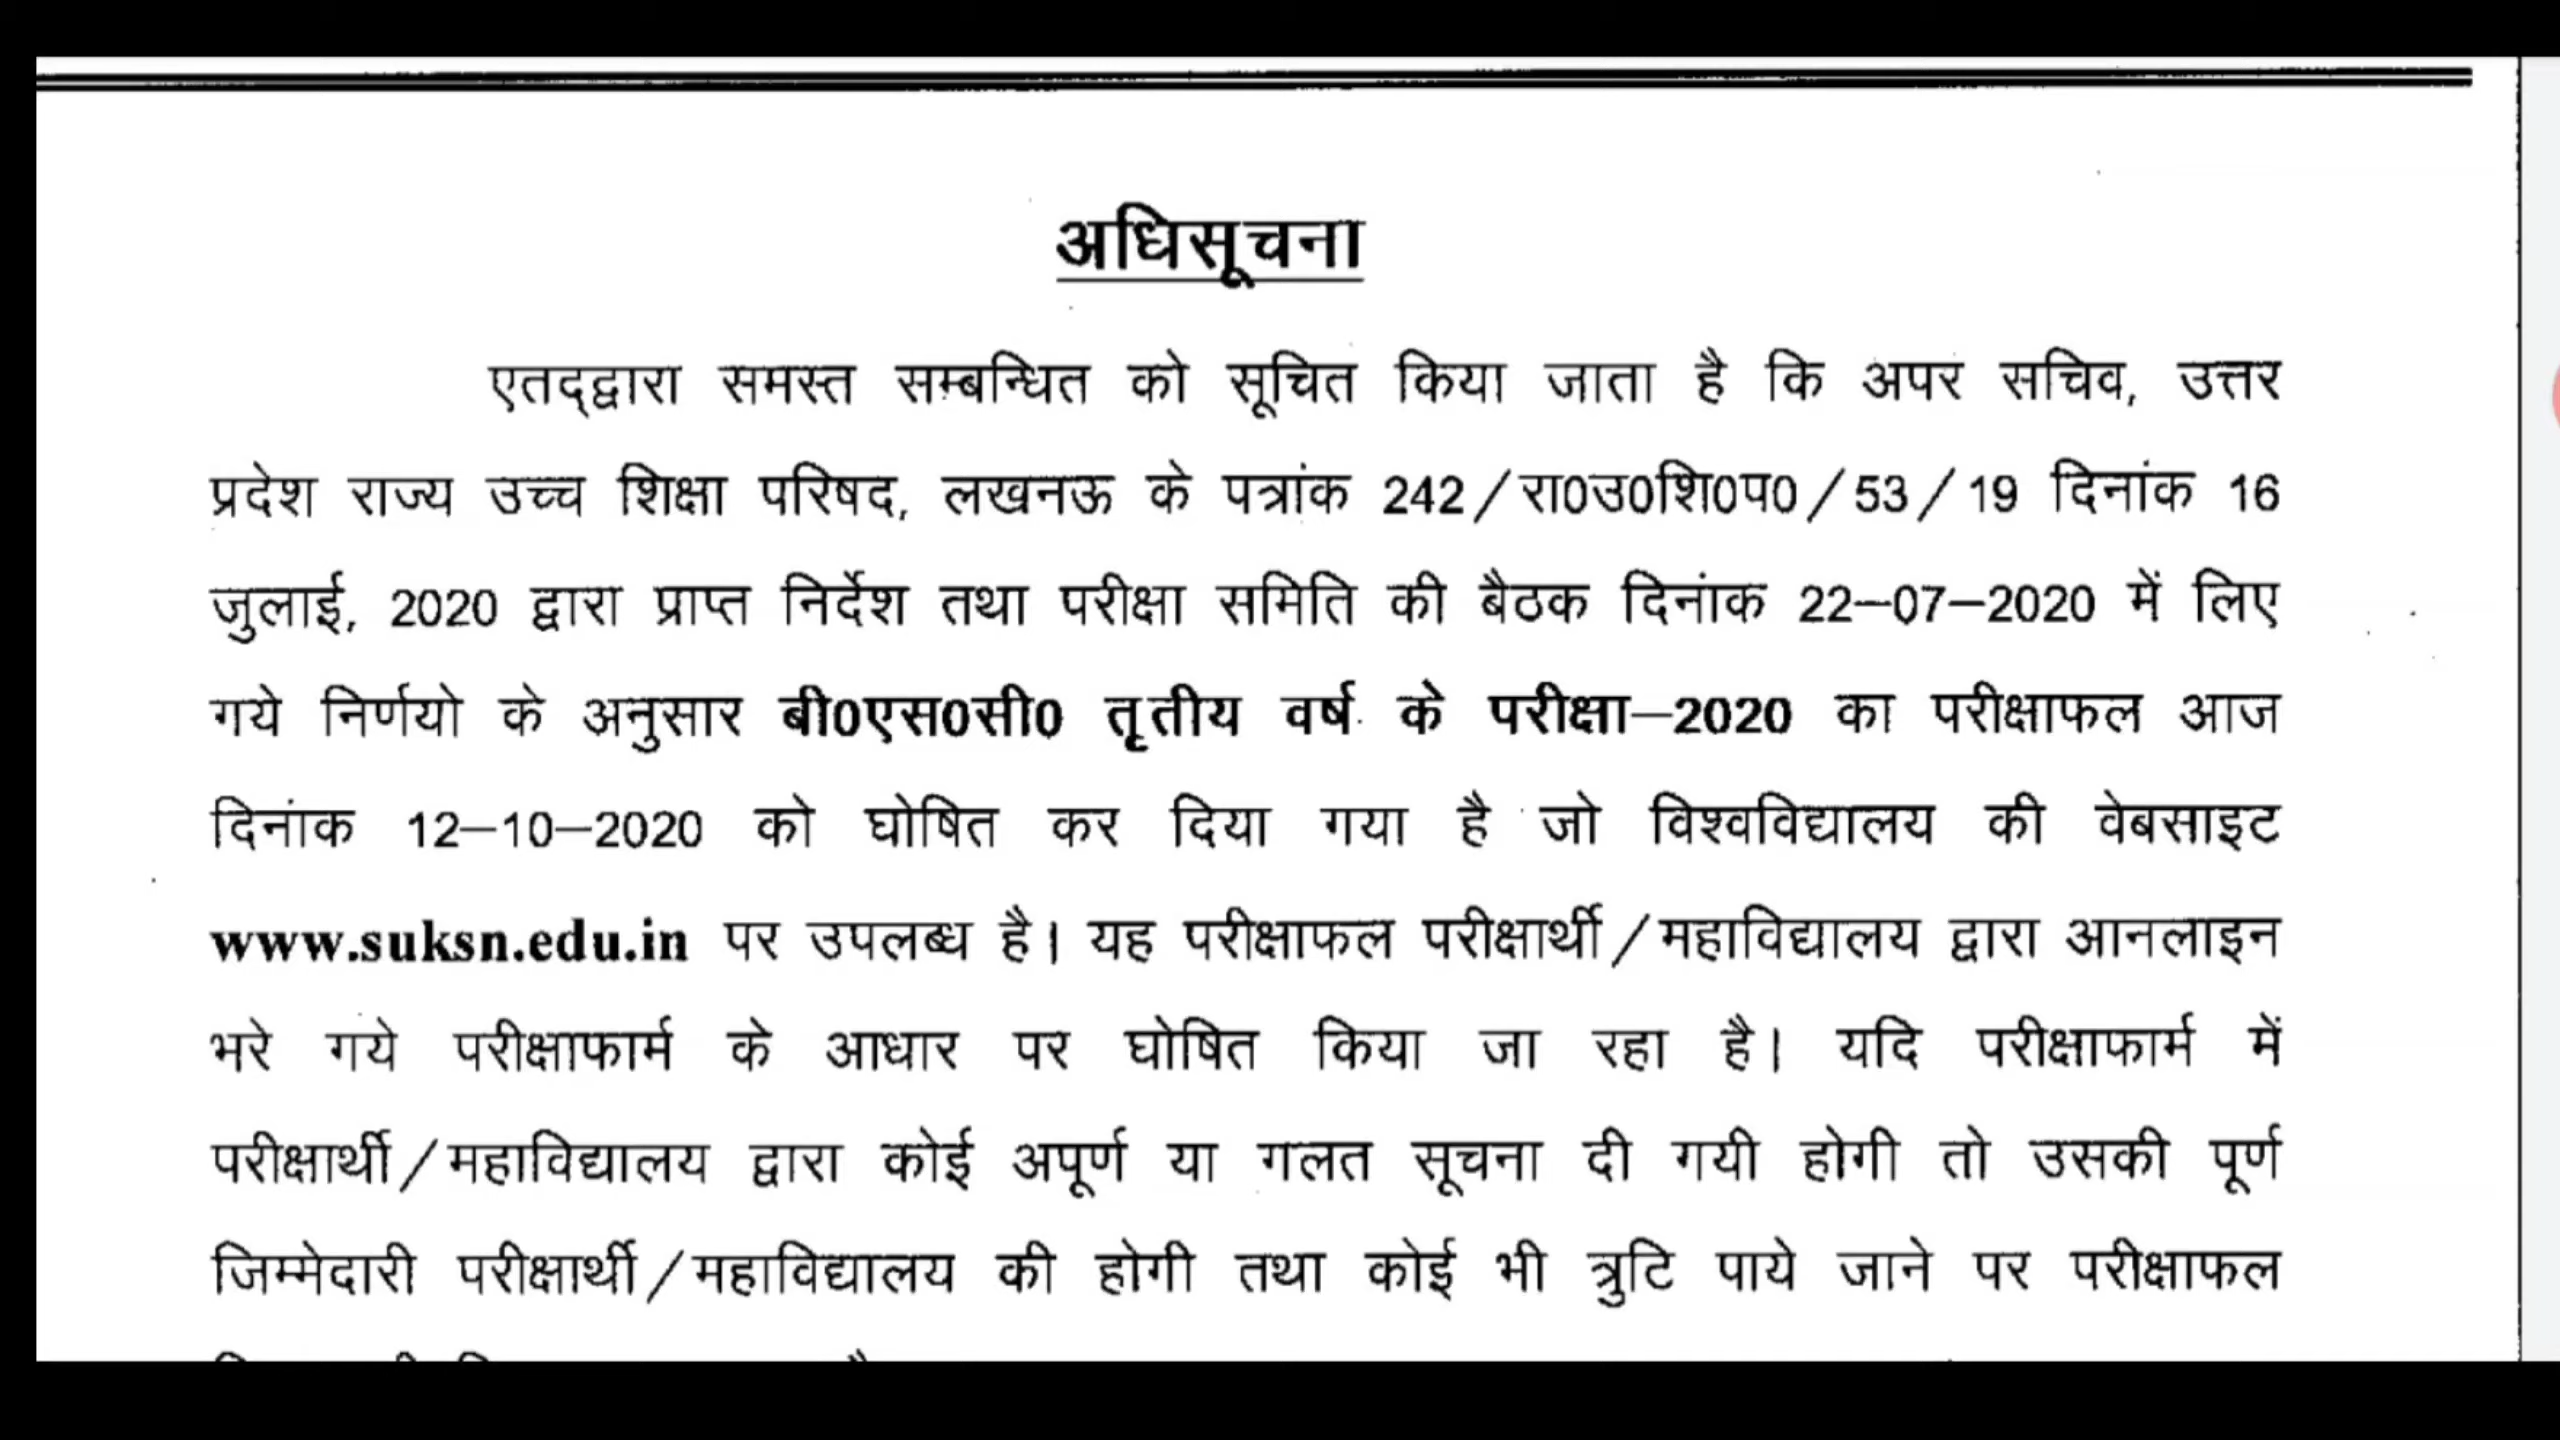 अधिसूचना
एतद्द्वारा समस्त सम्बन्धित को सूचित किया जाता है कि अपर सचिव, उत्तर
प्रदेश राज्य उच्च शिक्षा परिषद, लखनऊ के पत्रांक 242/रा0उ0शि0प0/53/19 दिनांक 16
जुलाई, 2020 द्वारा प्राप्त निर्देश तथा परीक्षा समिति की बैठक दिनांक 22–07–2020 में लिए
गये निर्णयो के अनुसार बी0एस0सी0 तृतीय वर्ष के परीक्षा–2020 का परीक्षाफल आज
दिनांक 12–10–2020 को घोषित कर दिया गया है जो विश्वविद्यालय की वेबसाइट
www.suksn.edu.in पर उपलब्ध है। यह परीक्षाफल परीक्षार्थी/महाविद्यालय द्वारा आनलाइन
भरे गये परीक्षाफार्म के आधार पर घोषित किया जा रहा है। यदि परीक्षाफार्म में
परीक्षार्थी/महाविद्यालय द्वारा कोई अपूर्ण या गलत सूचना दी गयी होगी तो उसकी पूर्ण
जिम्मेदारी परीक्षार्थी/महाविद्यालय की होगी तथा कोई भी त्रुटि पाये जाने पर परीक्षाफल